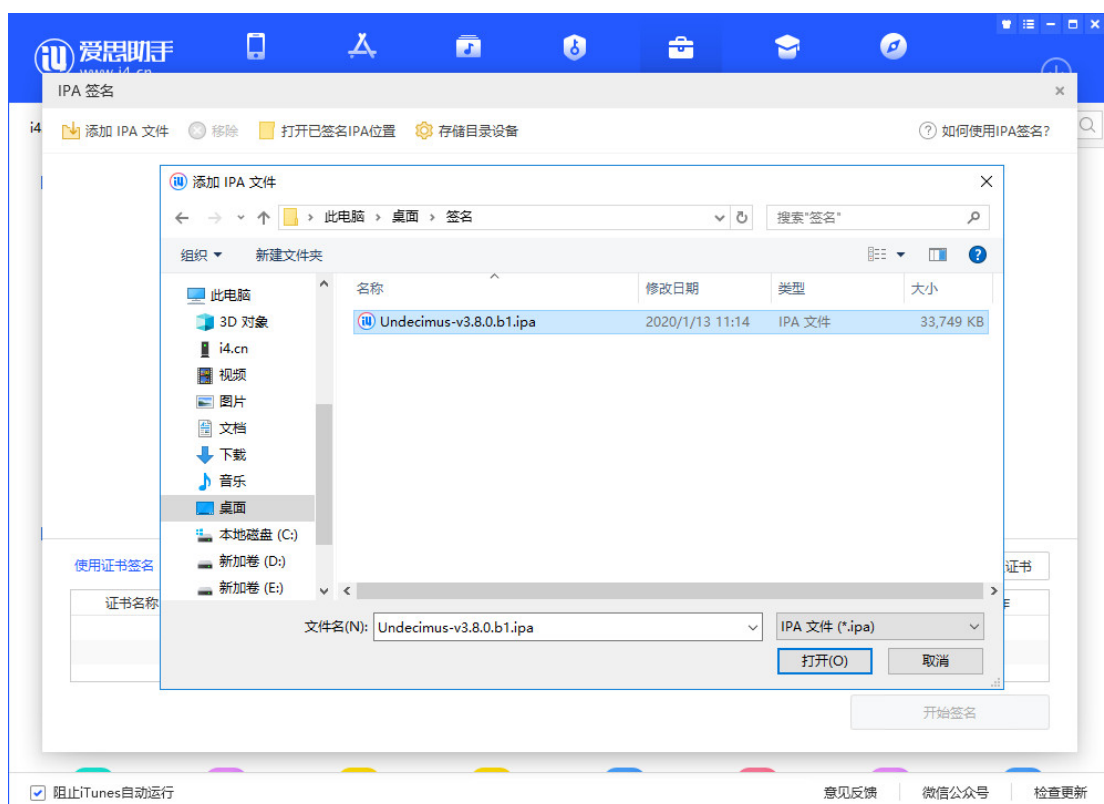 iU 爱思助手
www.i4.cn
IPA 签名
i4
添加 IPA 文件 移除 打开已签名IPA位置 存储目录设备 ? 如何使用IPA签名?
iU 添加 IPA 文件
此电脑 › 桌面 › 签名 搜索"签名"
组织 新建文件夹 ?
名称 修改日期 类型 大小
iU Undecimus-v3.8.0.b1.ipa 2020/1/13 11:14 IPA 文件 33,749 KB
此电脑
3D 对象
i4.cn
视频
图片
文档
下载
音乐
桌面
本地磁盘 (C:)
新加卷 (D:)
新加卷 (E:)
使用证书签名 证书
证书名称
文件名(N): Undecimus-v3.8.0.b1.ipa IPA 文件 (*.ipa)
打开(O) 取消
开始签名
阻止iTunes自动运行 意见反馈 微信公众号 检查更新